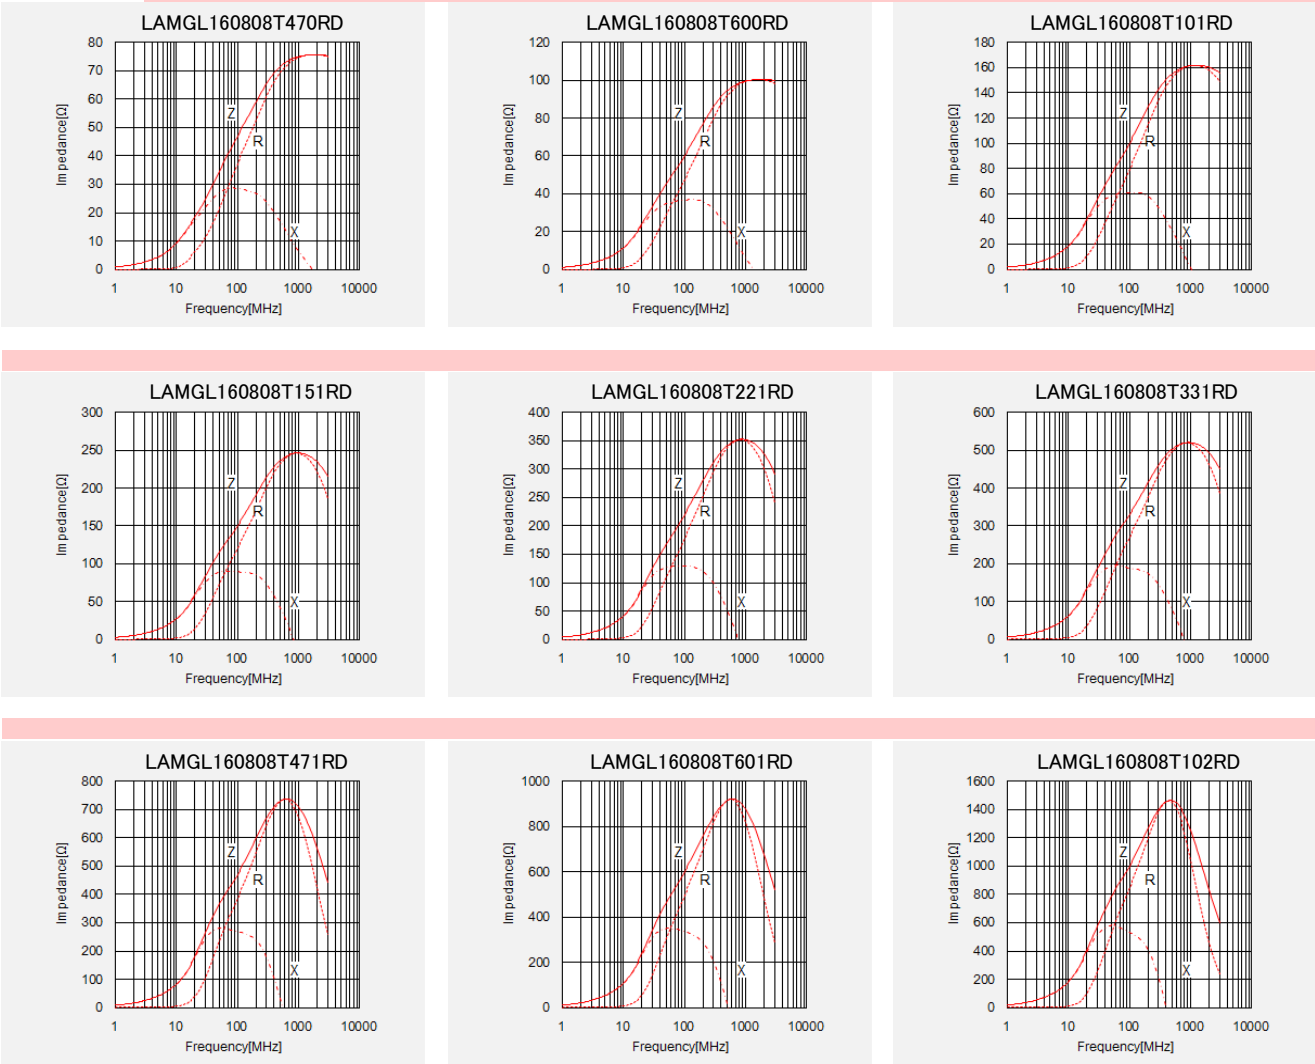 LAMGL160808T470RD
80
70
60
50
40
30
20
10
0
Impedance[Ω]
Z
R
X
1 10 100 1000 10000
Frequency[MHz]
LAMGL160808T600RD
120
100
80
60
40
20
0
Impedance[Ω]
Z
R
X
1 10 100 1000 10000
Frequency[MHz]
LAMGL160808T101RD
180
160
140
120
100
80
60
40
20
0
Impedance[Ω]
Z
R
X
1 10 100 1000 10000
Frequency[MHz]
LAMGL160808T151RD
300
250
200
150
100
50
0
Impedance[Ω]
Z
R
X
1 10 100 1000 10000
Frequency[MHz]
LAMGL160808T221RD
400
350
300
250
200
150
100
50
0
Impedance[Ω]
Z
R
X
1 10 100 1000 10000
Frequency[MHz]
LAMGL160808T331RD
600
500
400
300
200
100
0
Impedance[Ω]
Z
R
X
1 10 100 1000 10000
Frequency[MHz]
LAMGL160808T471RD
800
700
600
500
400
300
200
100
0
Impedance[Ω]
Z
R
X
1 10 100 1000 10000
Frequency[MHz]
LAMGL160808T601RD
1000
800
600
400
200
0
Impedance[Ω]
Z
R
X
1 10 100 1000 10000
Frequency[MHz]
LAMGL160808T102RD
1600
1400
1200
1000
800
600
400
200
0
Impedance[Ω]
Z
R
X
1 10 100 1000 10000
Frequency[MHz]